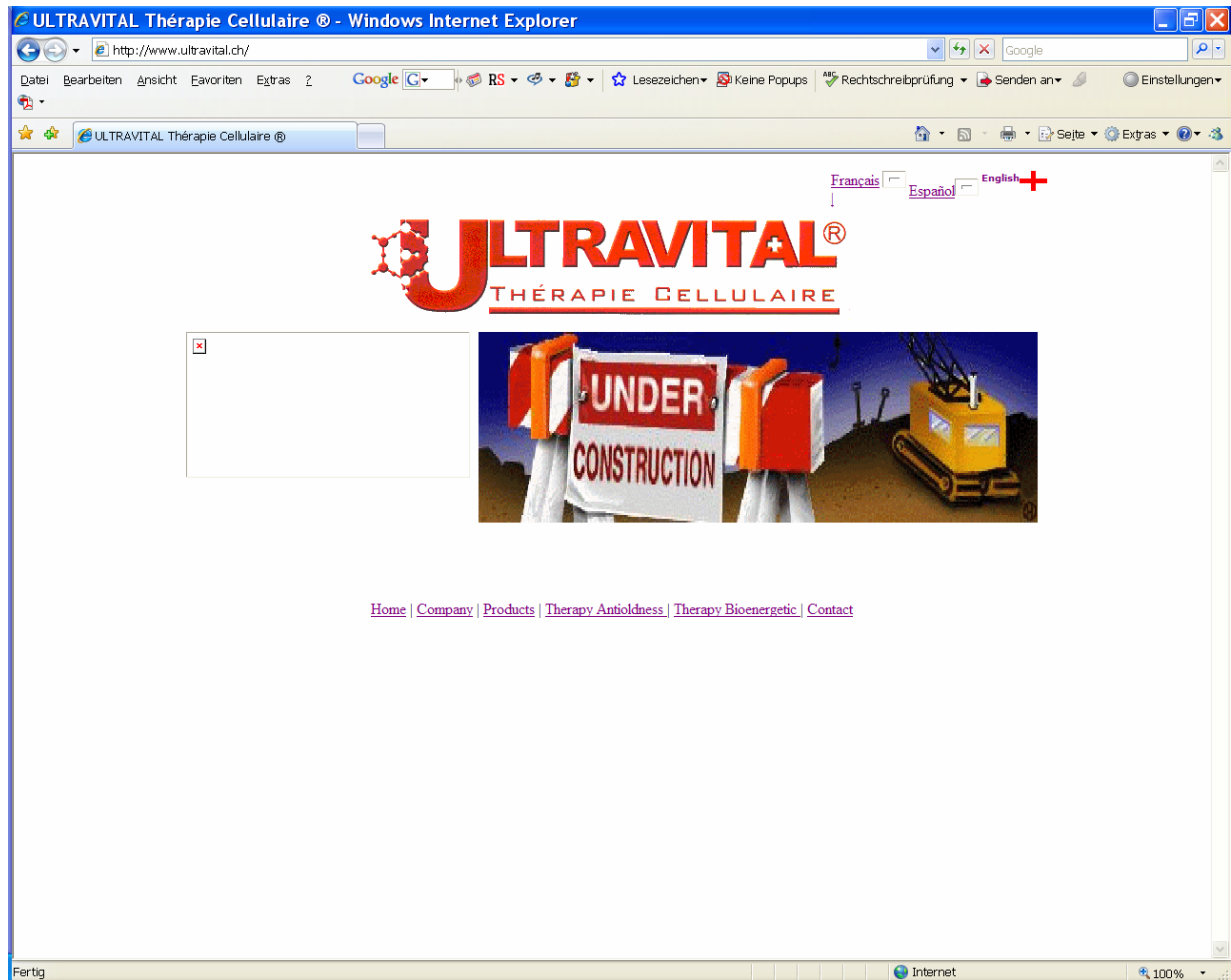 ULTRAVITAL Thérapie Cellulaire ® - Windows Internet Explorer
http://www.ultravital.ch/
Google
Datei Bearbeiten Ansicht Favoriten Extras ?
Google G RS Lesezeichen Keine Popups Rechtschreibprüfung Senden an Einstellungen
ULTRAVITAL Thérapie Cellulaire ®
Seite Extras
Français | Español English
ULTRAVITAL®
THÉRAPIE CELLULAIRE
UNDER
CONSTRUCTION
Home | Company | Products | Therapy Antioldness | Therapy Bioenergetic | Contact
Fertig
Internet
100%